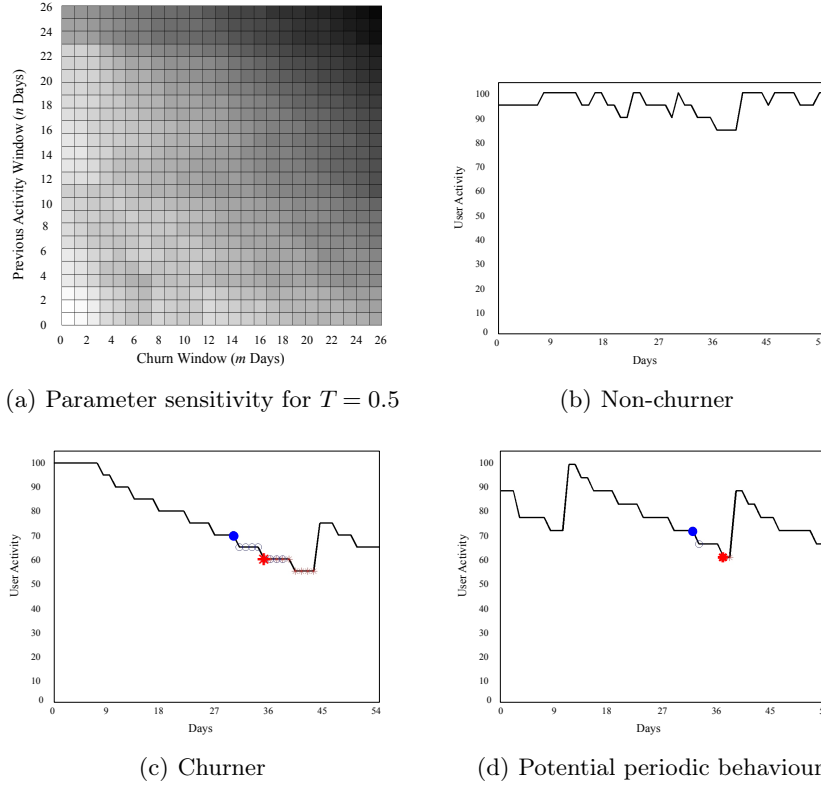 26
24
22
20
18
16
14
12
10
8
6
4
2
0
Previous Activity Window (n Days)
0 2 4 6 8 10 12 14 16 18 20 22 24 26
Churn Window (m Days)
(a) Parameter sensitivity for T = 0.5
100
90
80
70
60
50
40
30
20
10
0
User Activity
0 9 18 27 36 45
Days
(b) Non-churner
100
90
80
70
60
50
40
30
20
10
0
User Activity
0 9 18 27 36 45 54
Days
(c) Churner
100
90
80
70
60
50
40
30
20
10
0
User Activity
0 9 18 27 36 45
Days
(d) Potential periodic behaviour